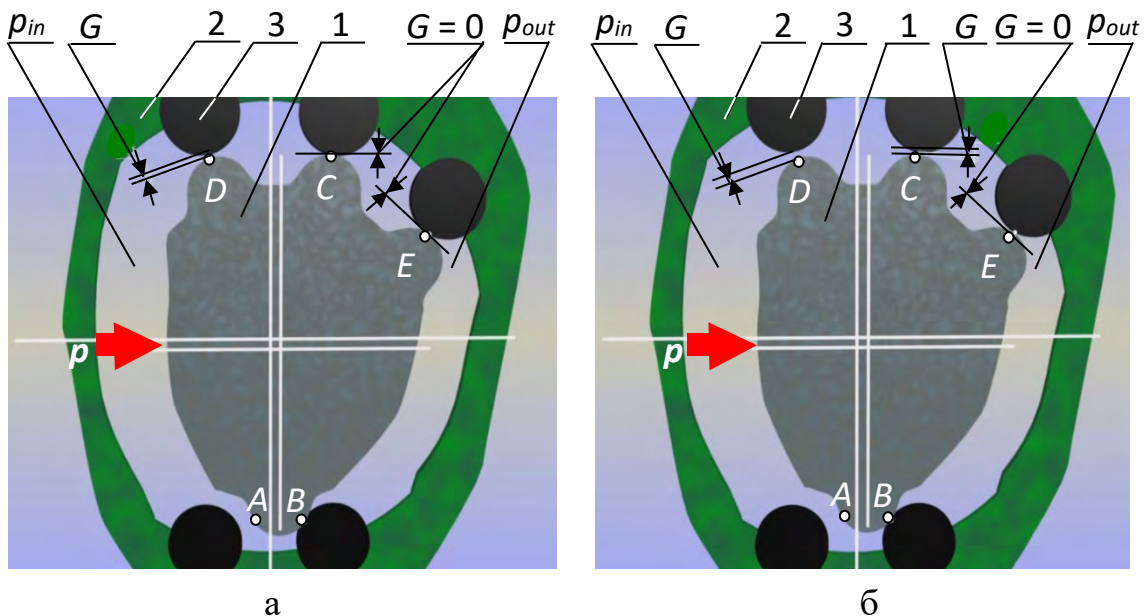 p_in G 2 3 1 G = 0 p_out
p_in G 2 3 1 G G = 0 p_out
D C
E
p
A B
D C
E
p
A B
а
б